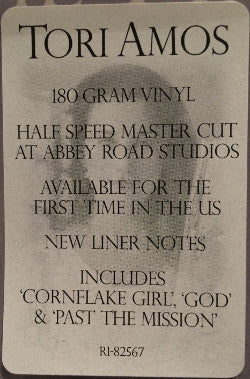 TORI AMOS
180 GRAM VINYL
HALF SPEED MASTER CUT
AT ABBEY ROAD STUDIOS
AVAILABLE FOR THE
FIRST TIME IN THE US
NEW LINER NOTES
INCLUDES
'CORNFLAKE GIRL', 'GOD'
& 'PAST THE MISSION'
R1-82567